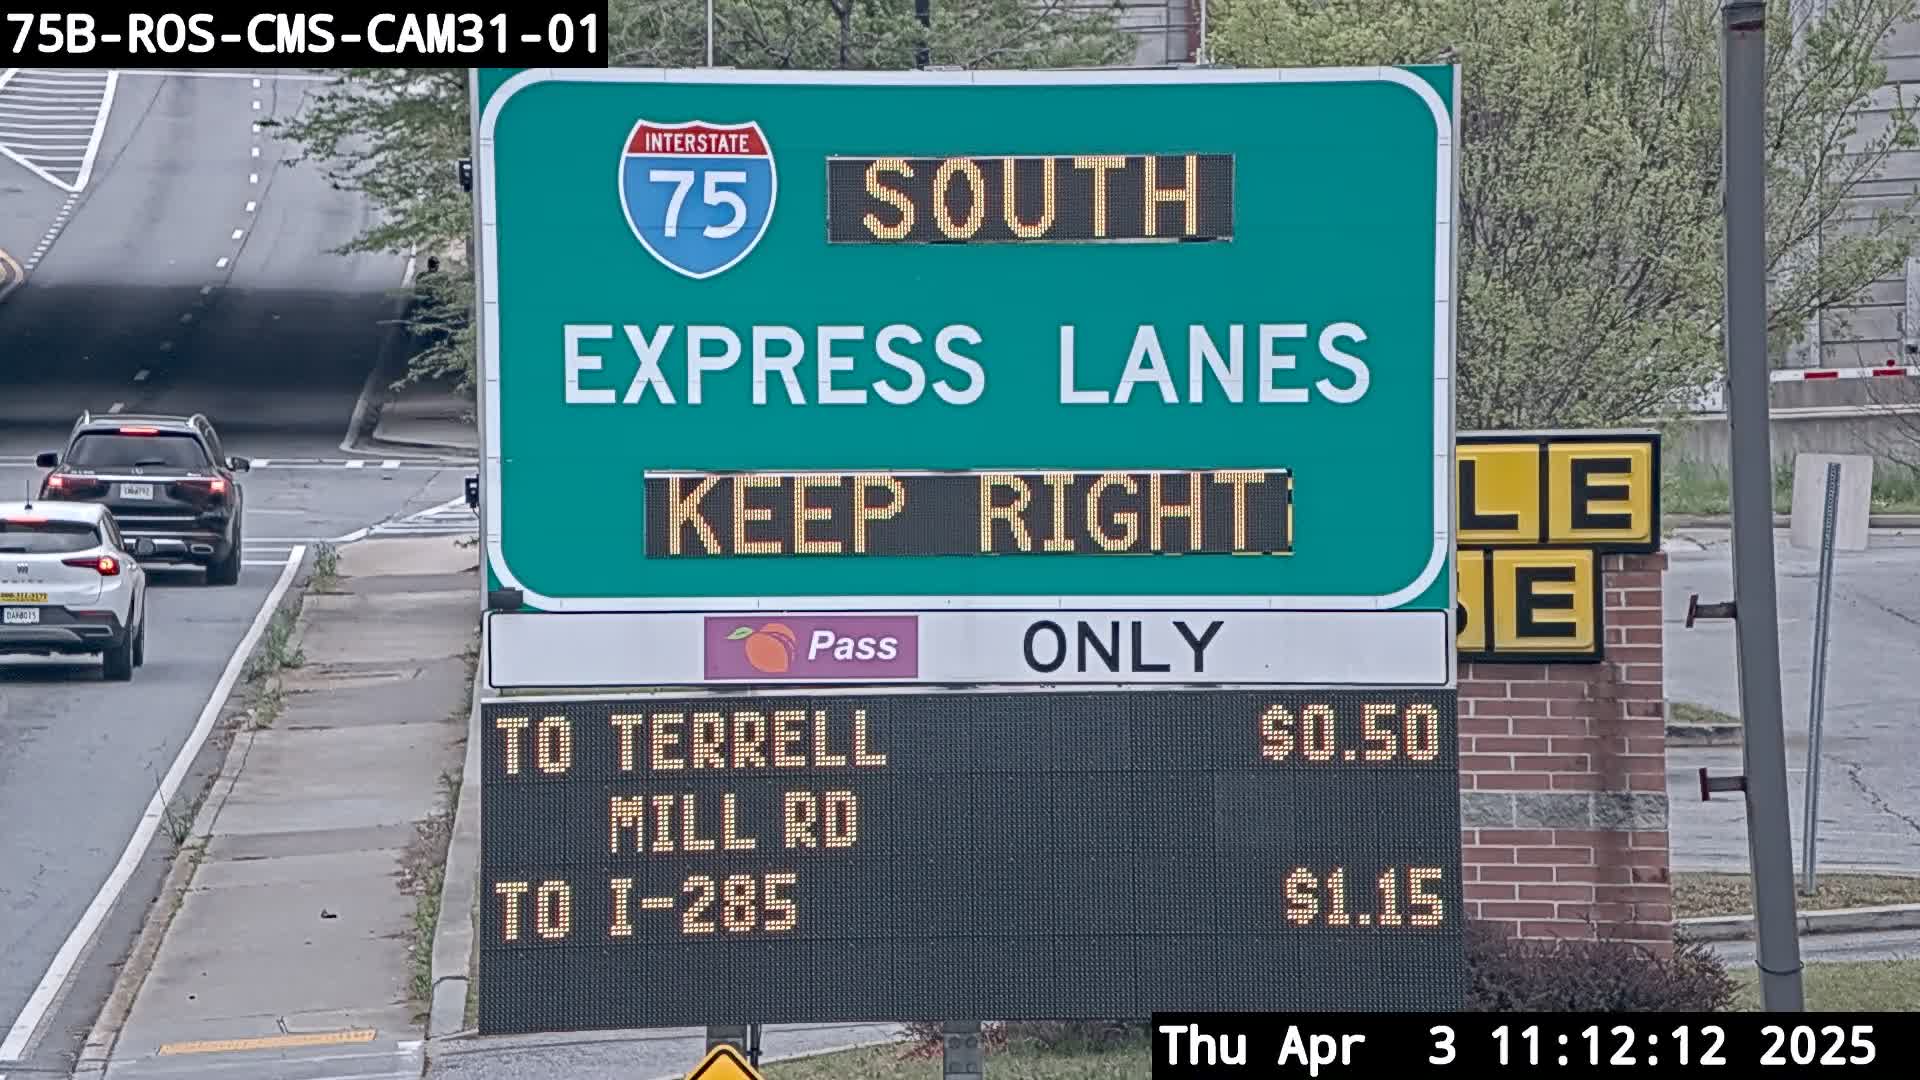 75B-ROS-CMS-CAM31-01
INTERSTATE
75
SOUTH
EXPRESS LANES
KEEP RIGHT
Pass ONLY
TO TERRELL $0.50
MILL RD
TO I-285 $1.15
LE
E
Thu Apr 3 11:12:12 2025